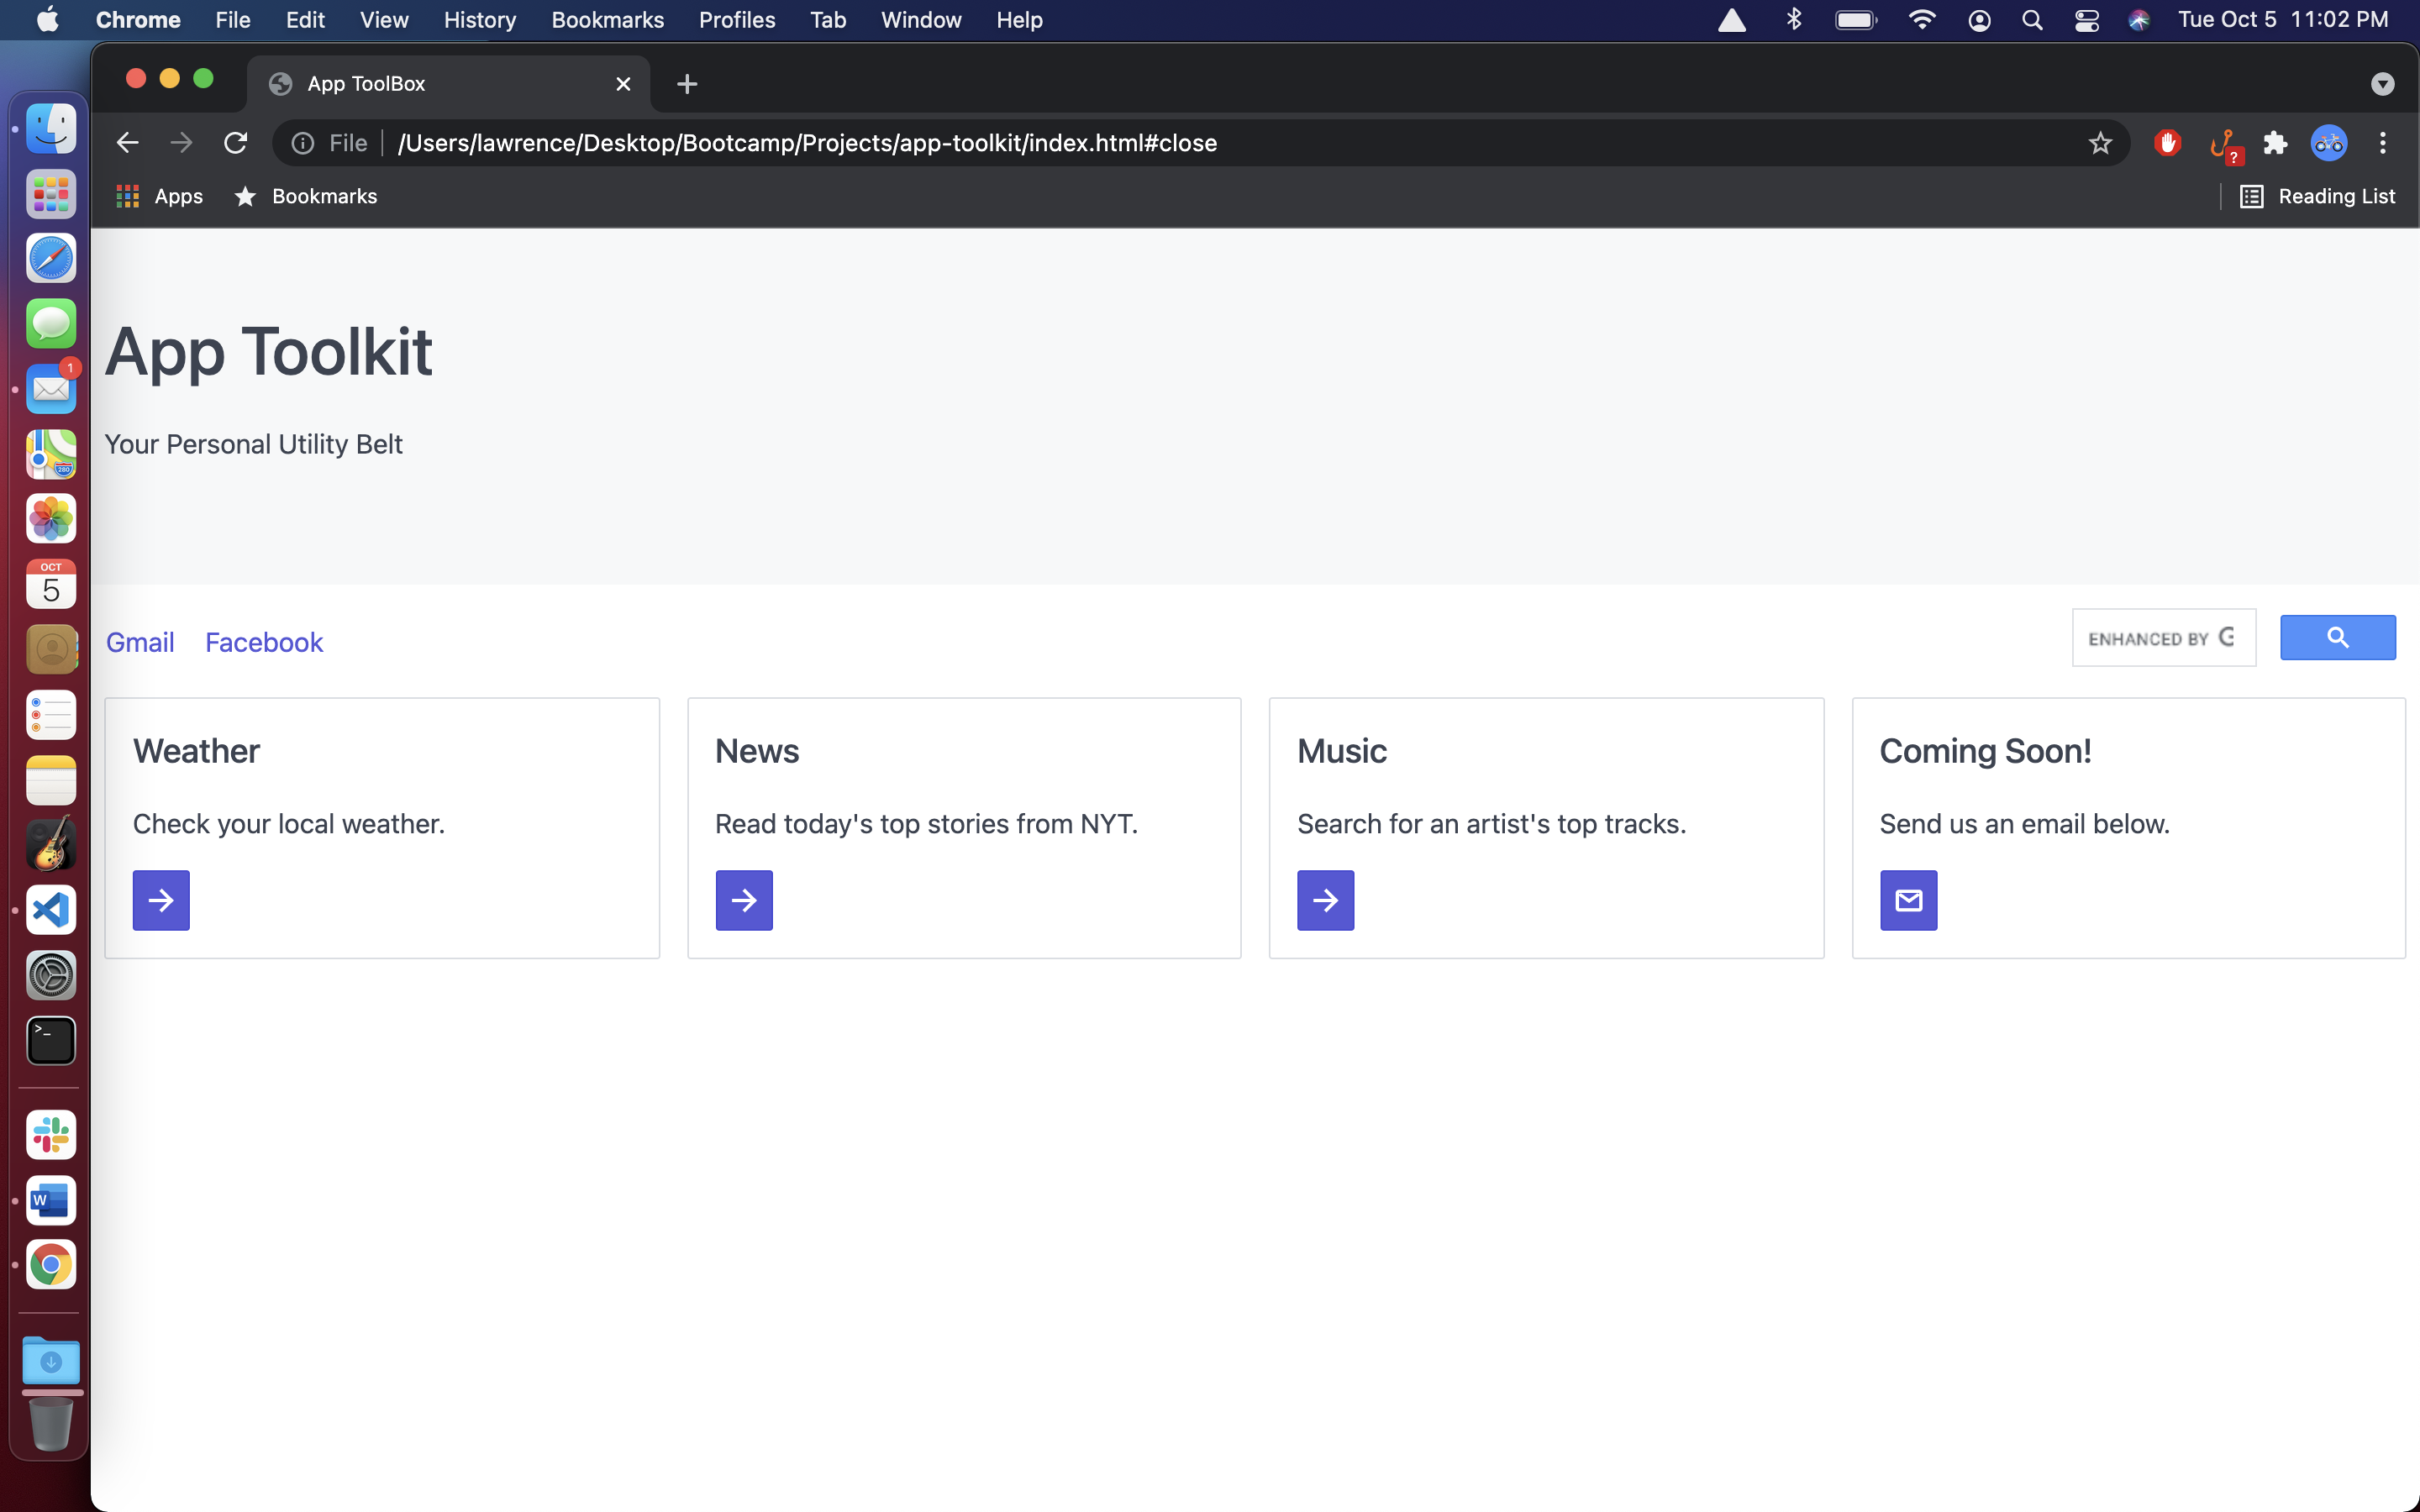 Chrome File Edit View History Bookmarks Profiles Tab Window Help Tue Oct 5 11:02 PM
App ToolBox
File /Users/lawrence/Desktop/Bootcamp/Projects/app-toolkit/index.html#close
?
Apps Bookmarks Reading List
App Toolkit
1
Your Personal Utility Belt
280
OCT
5
Gmail Facebook ENHANCED BY G
Weather News Music Coming Soon!
Check your local weather. Read today's top stories from NYT. Search for an artist's top tracks. Send us an email below.
>_
W